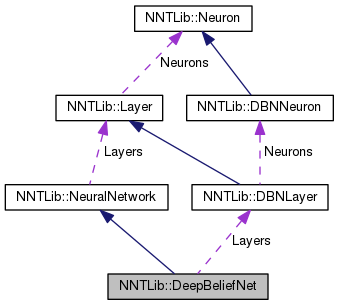 NNTLib::Neuron
Neurons
NNTLib::Layer
NNTLib::DBNNeuron
Layers
Neurons
NNTLib::NeuralNetwork
NNTLib::DBNLayer
Layers
NNTLib::DeepBeliefNet